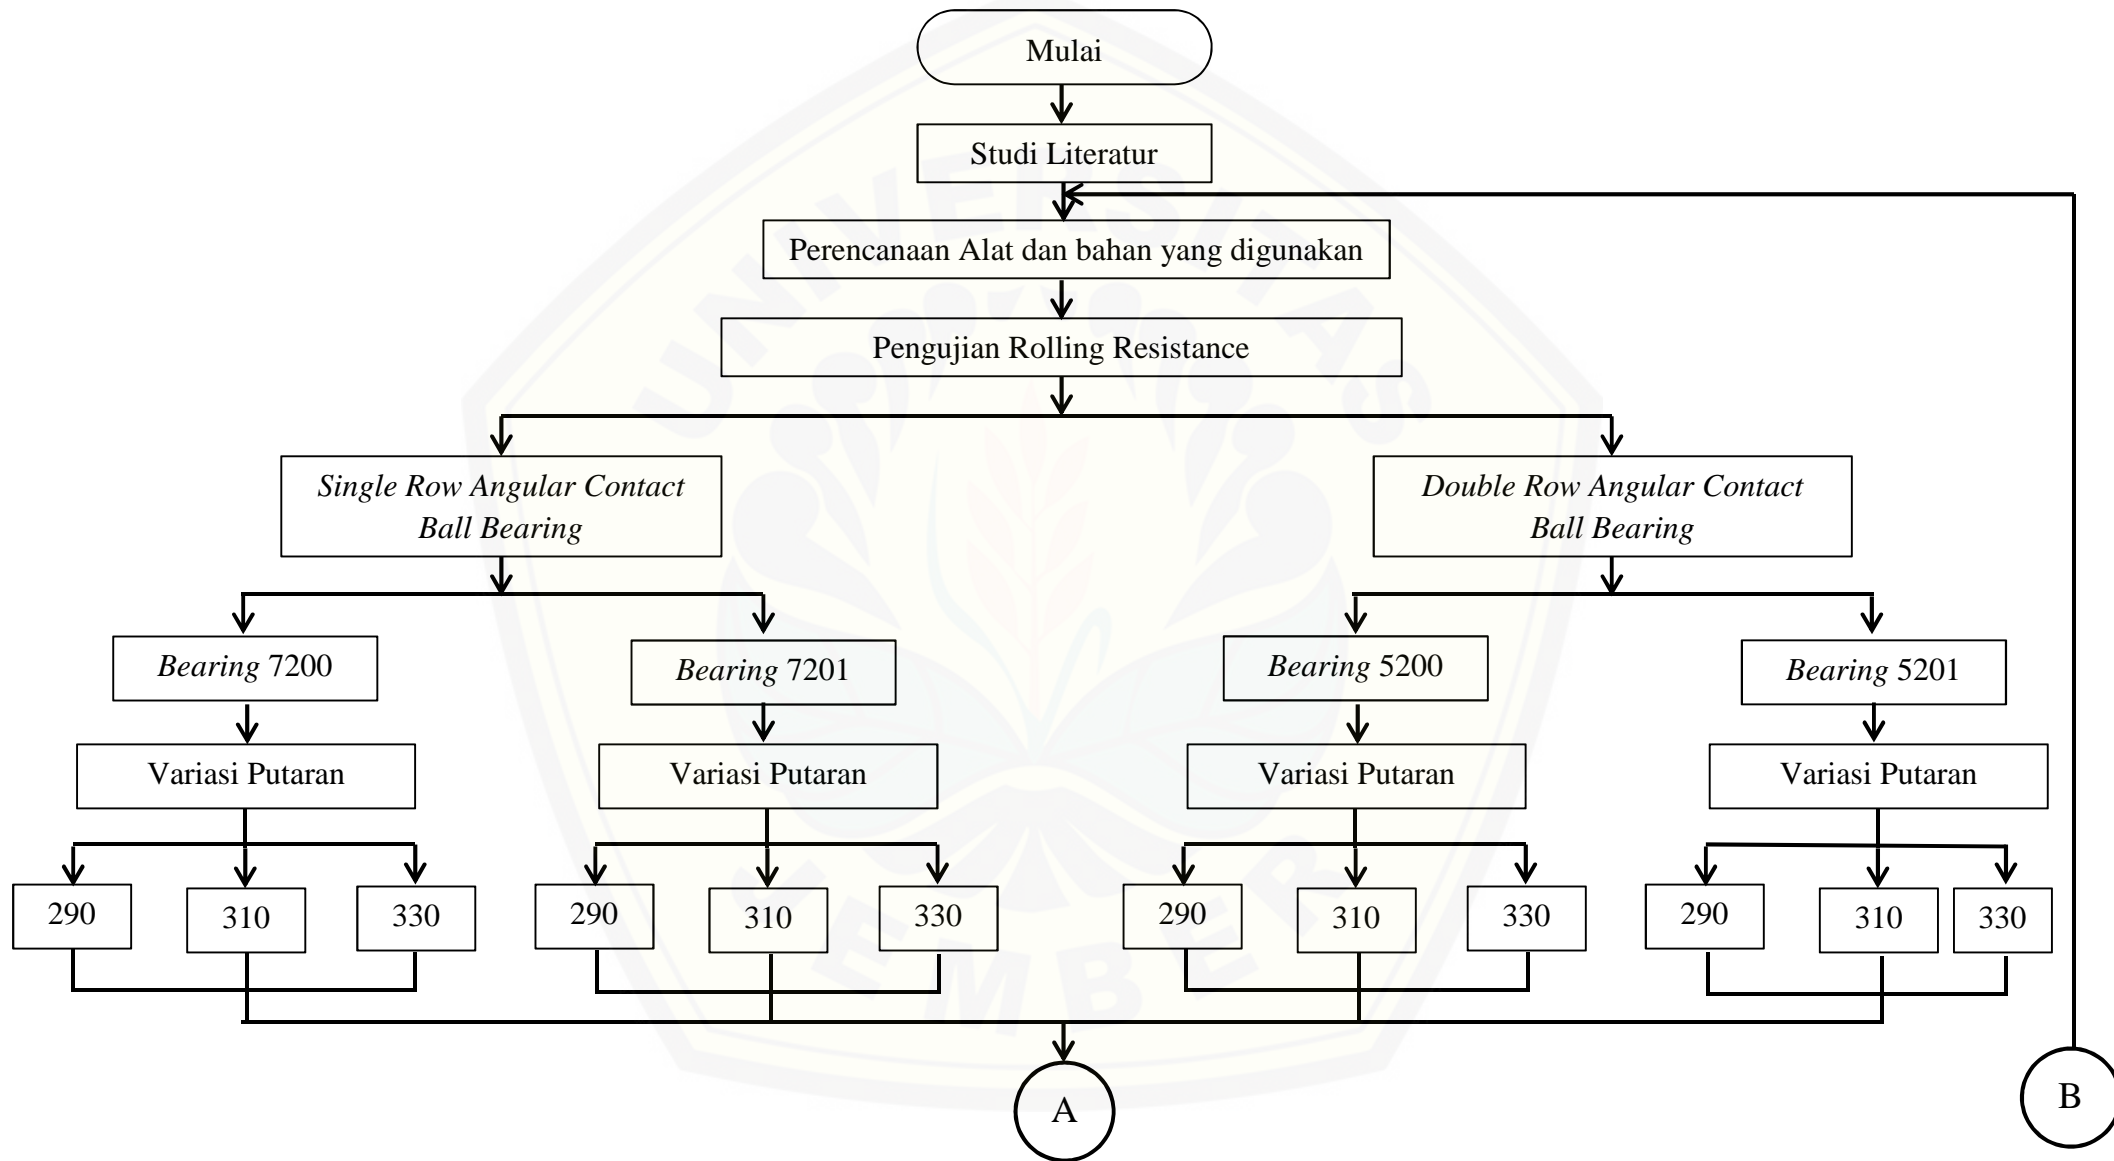 Mulai
Studi Literatur
Perencanaan Alat dan bahan yang digunakan
Pengujian Rolling Resistance
Single Row Angular Contact
Ball Bearing
Double Row Angular Contact
Ball Bearing
Bearing 7200
Bearing 7201
Bearing 5200
Bearing 5201
Variasi Putaran
Variasi Putaran
Variasi Putaran
Variasi Putaran
290
310
330
290
310
330
290
310
330
290
310
330
A
B
UNIVERSITAS
JEMBER